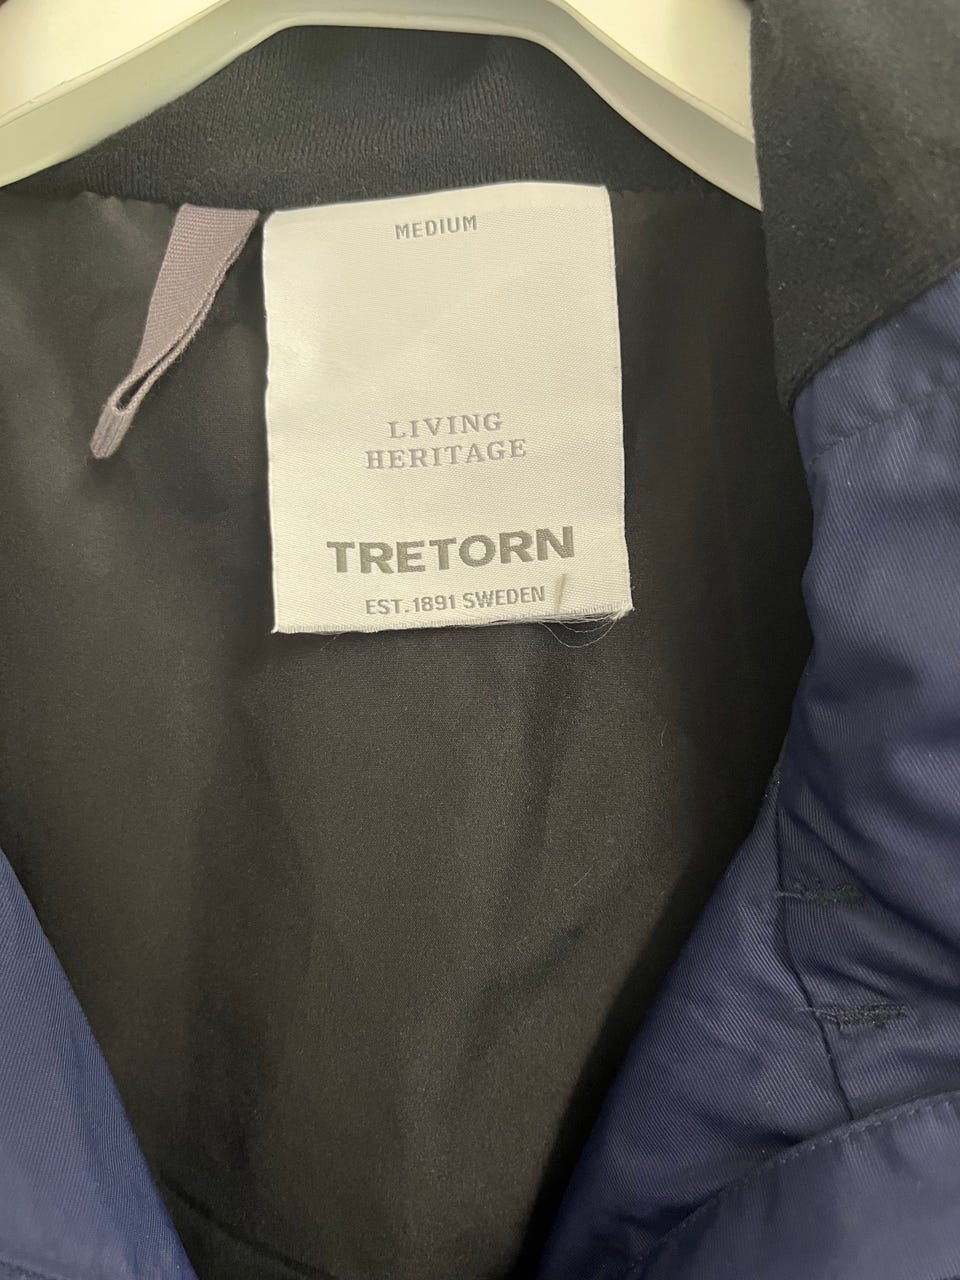 MEDIUM
LIVING
HERITAGE
TRETORN
EST. 1891 SWEDEN